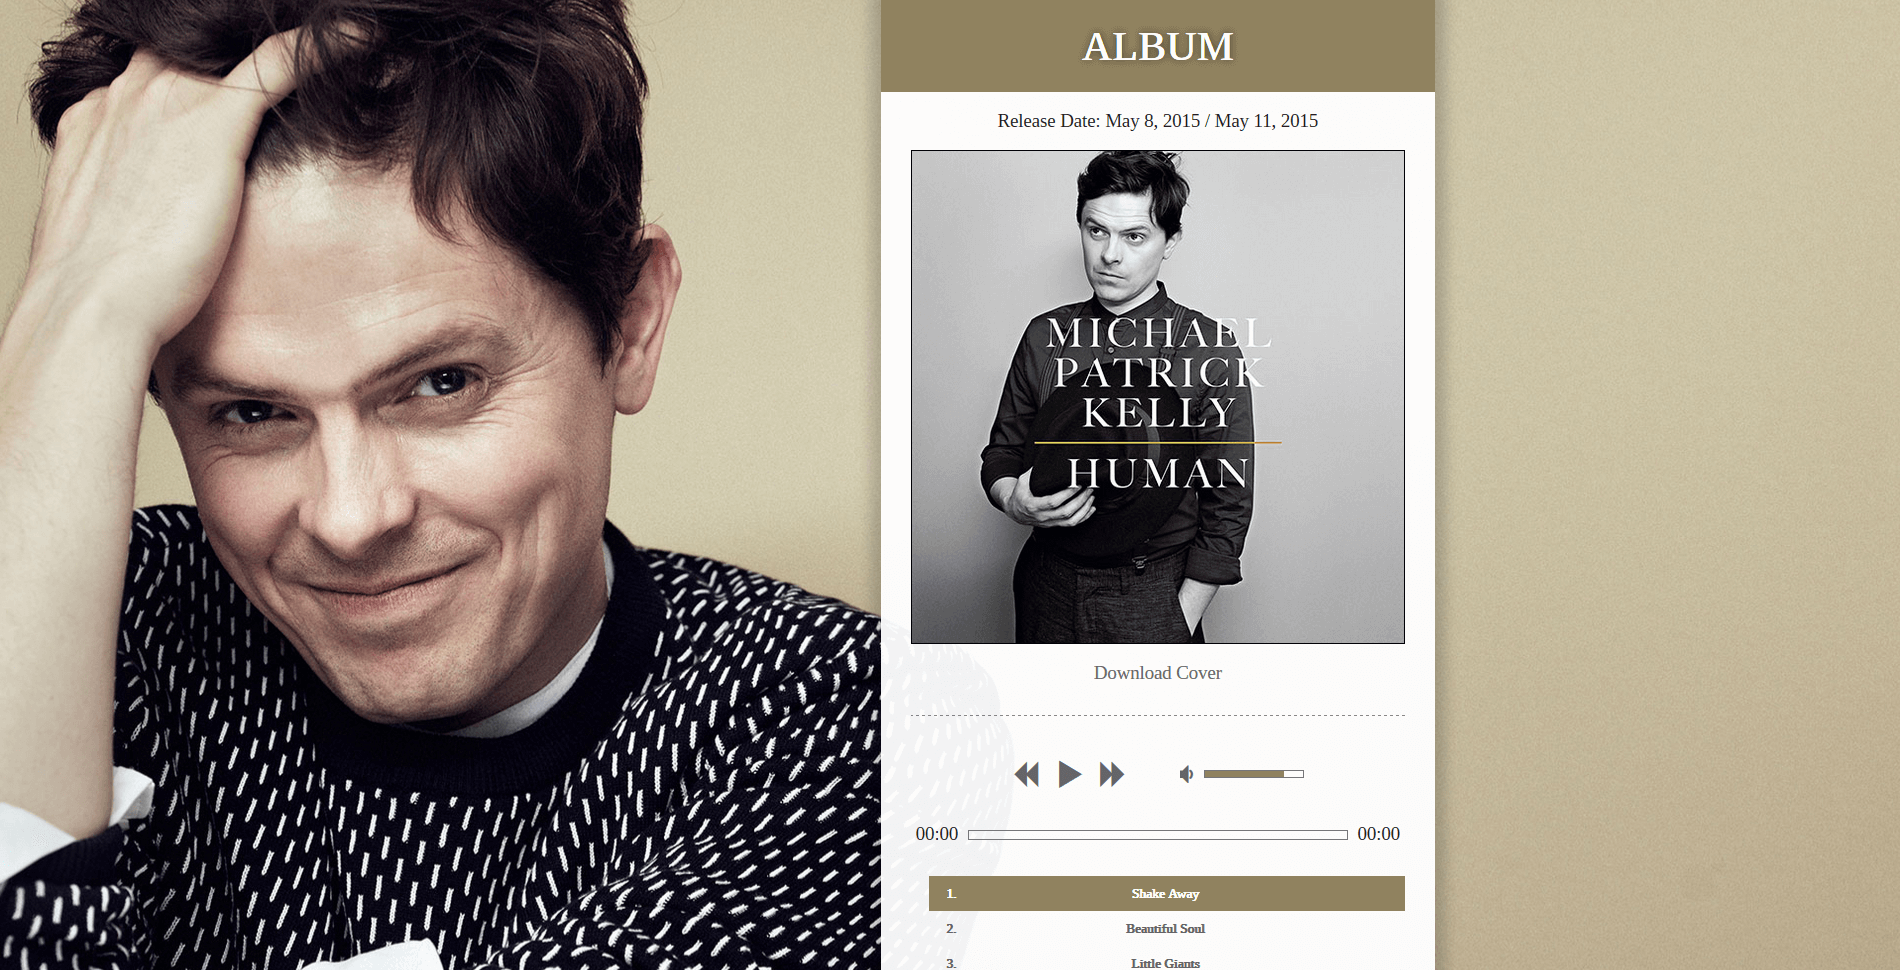 ALBUM
Release Date: May 8, 2015 / May 11, 2015
MICHAEL
PATRICK
KELLY
HUMAN
Download Cover
00:00 00:00
1. Shake Away
2. Beautiful Soul
3. Little Giants